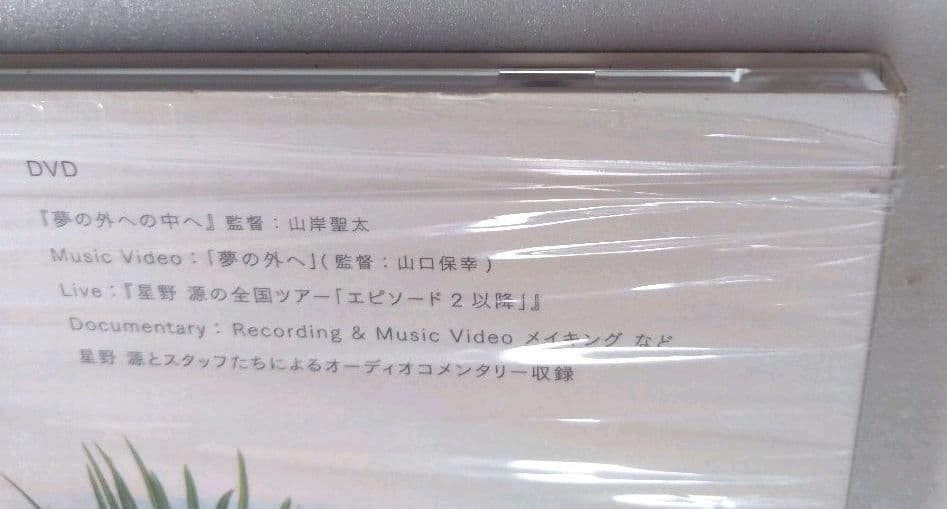 DVD
『夢の外への中へ』監督：山岸聖太
Music Video：「夢の外へ」(監督：山口保幸)
Live：『星野 源の全国ツアー「エピソード 2 以降」』
Documentary：Recording & Music Video メイキング など
星野 源とスタッフたちによるオーディオコメンタリー収録